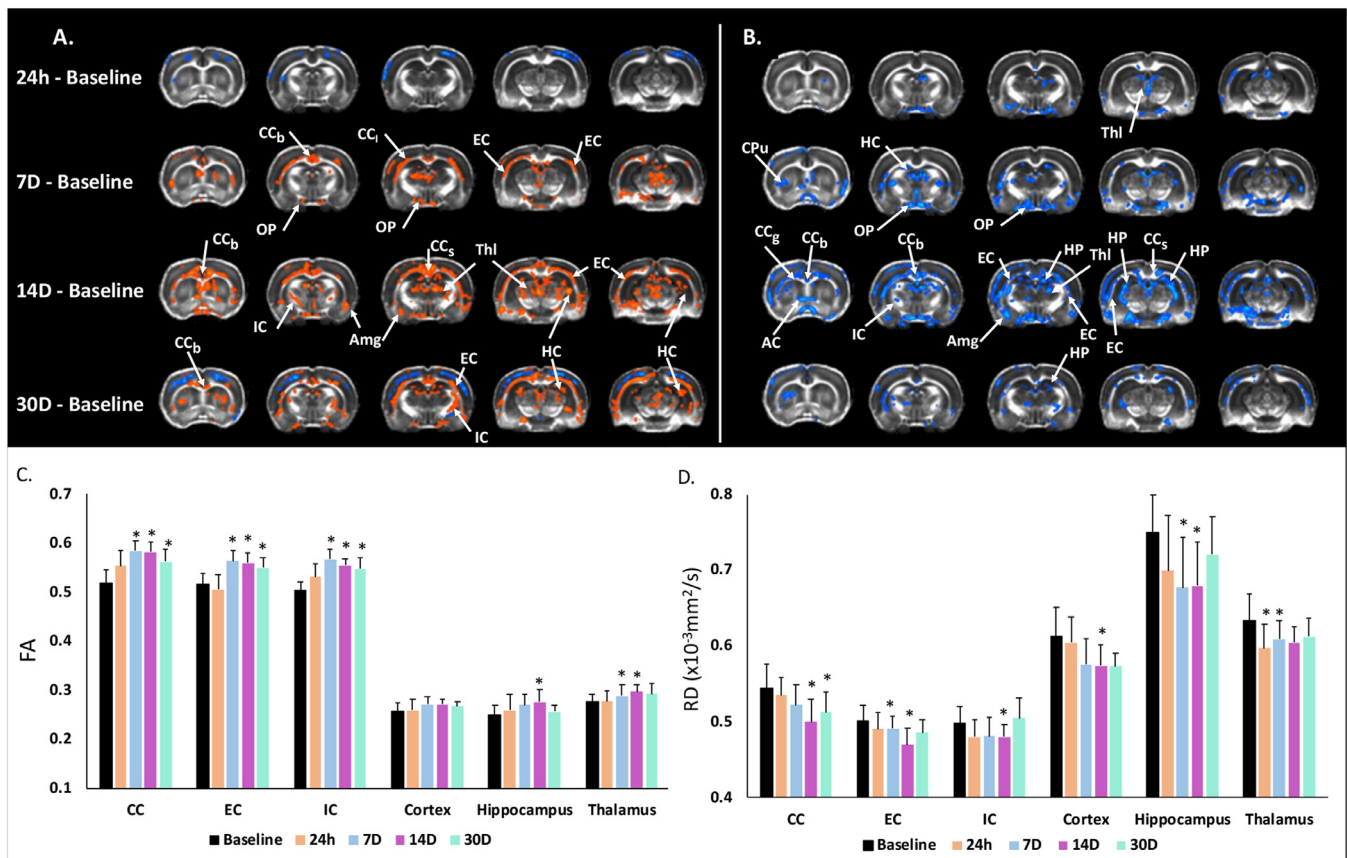 A.
B.
24h - Baseline
Thl
7D - Baseline
CCb
CCl
EC
EC
OP
OP
CPu
HC
OP
OP
14D - Baseline
CCb
CCs
Thl
EC
IC
Amg
CCg
CCb
CCb
EC
HP
Thl
HP
CCs
HP
AC
IC
Amg
EC
EC
30D - Baseline
CCb
EC
HC
HC
IC
HP
C.
FA
0.7
0.6
0.5
0.4
0.3
0.2
0.1
* * *
* * *
* * *
*
* *
CC EC IC Cortex Hippocampus Thalamus
Baseline 24h 7D 14D 30D
D.
RD (x10⁻³mm²/s)
0.8
0.7
0.6
0.5
0.4
* *
* *
*
*
* *
* *
CC EC IC Cortex Hippocampus Thalamus
Baseline 24h 7D 14D 30D